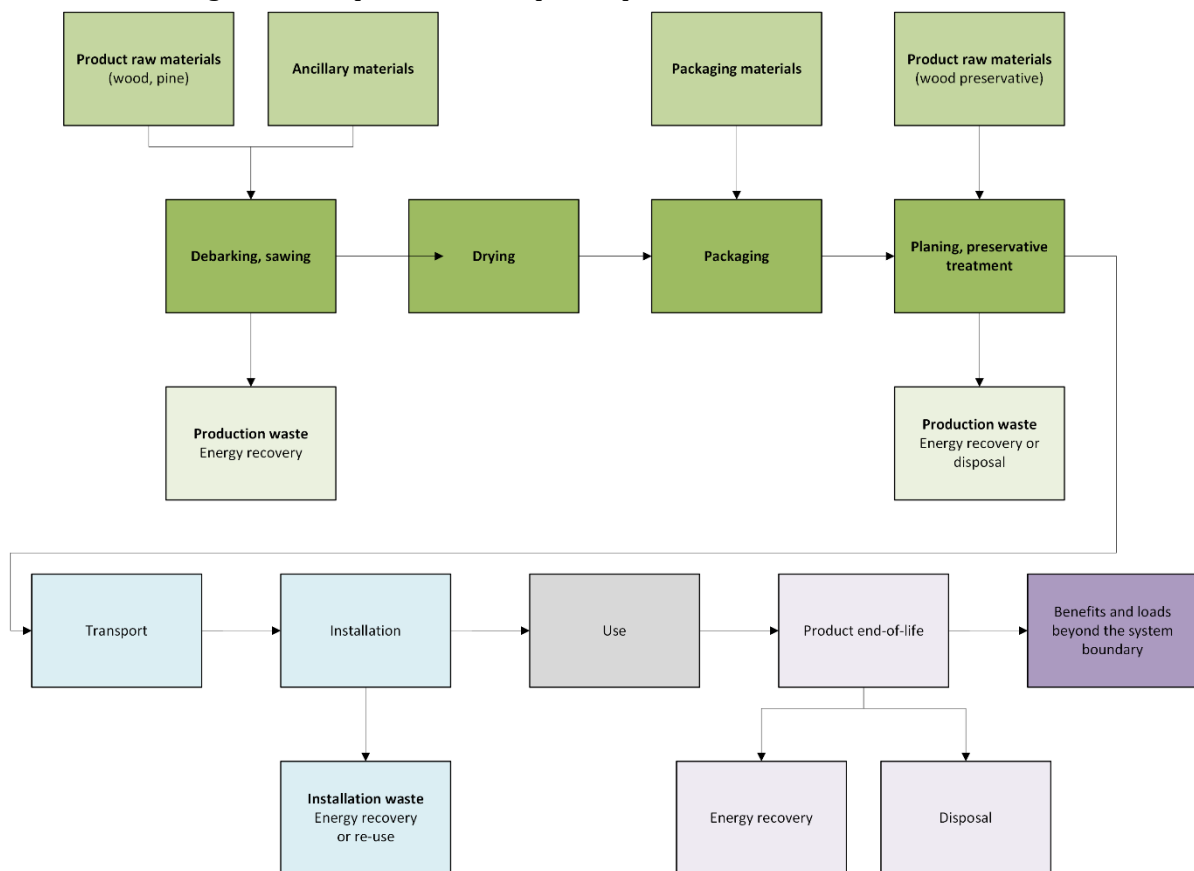 Product raw materials
(wood, pine)
Ancillary materials
Packaging materials
Product raw materials
(wood preservative)
Debarking, sawing
Drying
Packaging
Planing, preservative
treatment
Production waste
Energy recovery
Production waste
Energy recovery or
disposal
Transport
Installation
Use
Product end-of-life
Benefits and loads
beyond the system
boundary
Installation waste
Energy recovery
or re-use
Energy recovery
Disposal